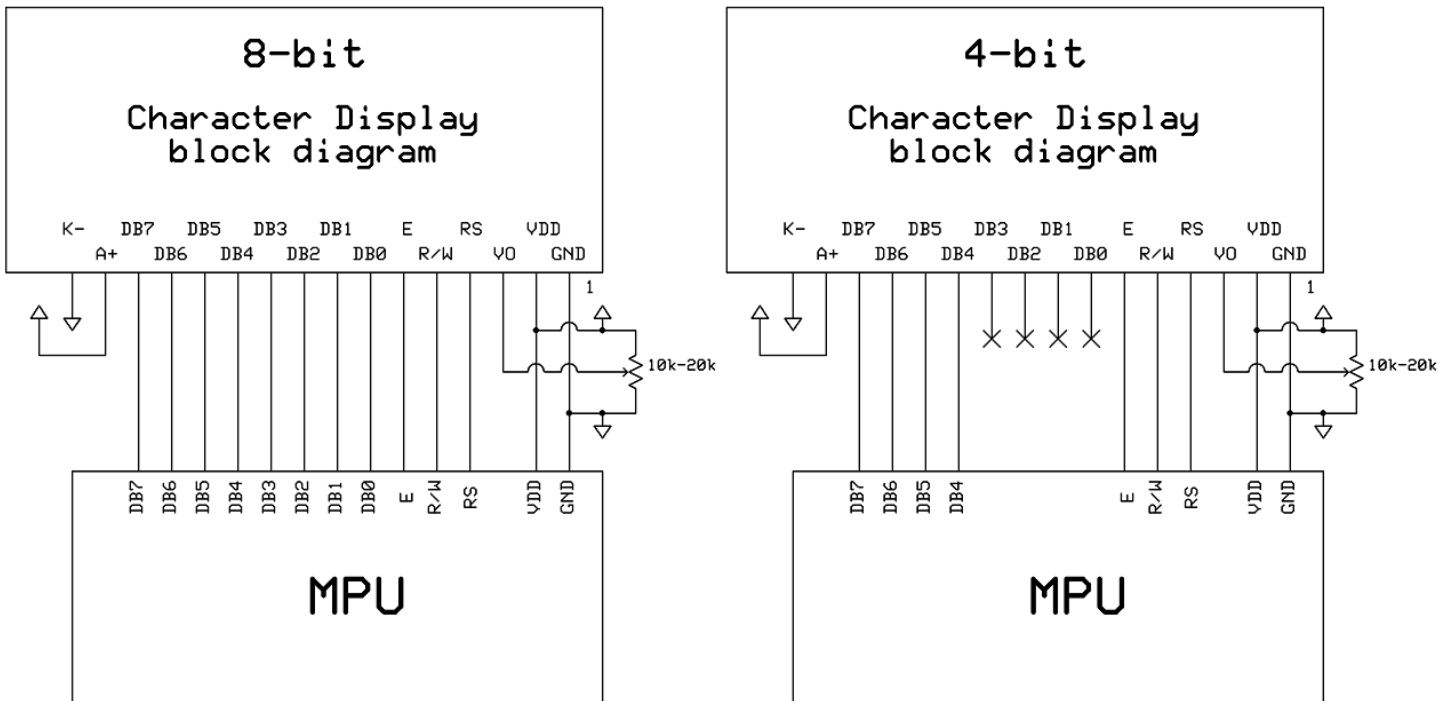 8-bit
Character Display
block diagram
K- DB7 DB5 DB3 DB1 E RS VDD
A+ DB6 DB4 DB2 DB0 R/W VO GND
1
10k-20k
DB7 DB6 DB5 DB4 DB3 DB2 DB1 DB0 E R/W RS VDD GND
MPU
4-bit
Character Display
block diagram
K- DB7 DB5 DB3 DB1 E RS VDD
A+ DB6 DB4 DB2 DB0 R/W VO GND
1
10k-20k
DB7 DB6 DB5 DB4 E R/W RS VDD GND
MPU